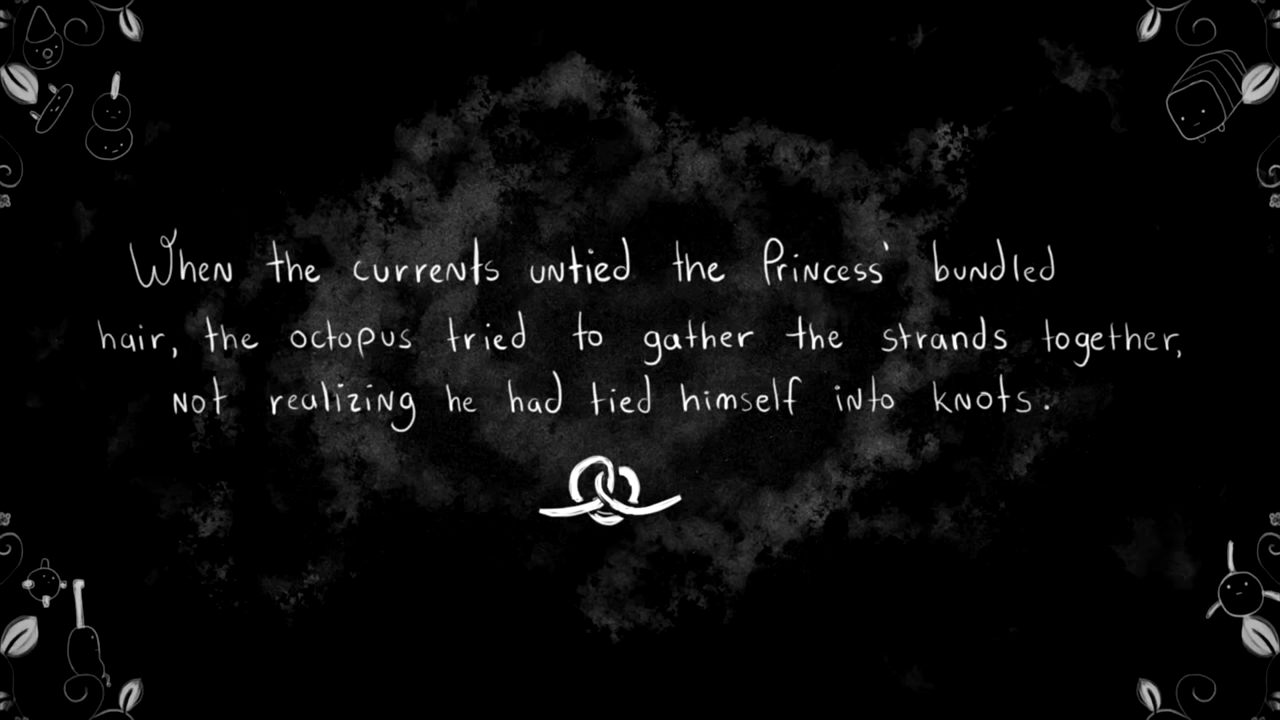 When the currents untied the Princess' bundled
hair, the octopus tried to gather the strands together,
not realizing he had tied himself into knots.